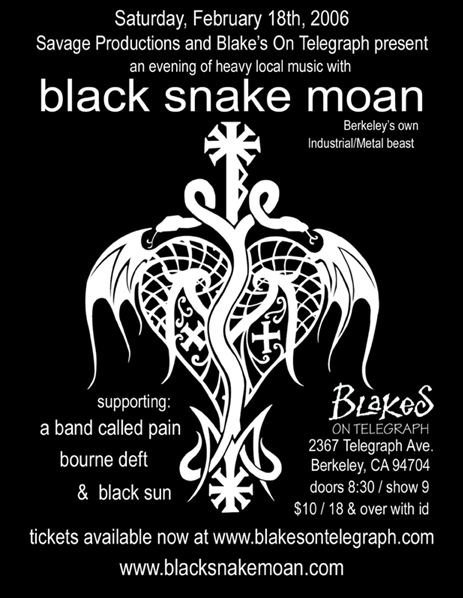 Saturday, February 18th, 2006
Savage Productions and Blake's On Telegraph present
an evening of heavy local music with
black snake moan
Berkeley's own
Industrial/Metal beast
supporting:
a band called pain
bourne deft
& black sun
BLAKES
ON TELEGRAPH
2367 Telegraph Ave.
Berkeley, CA 94704
doors 8:30 / show 9
$10 / 18 & over with id
tickets available now at www.blakesontelegraph.com
www.blacksnakemoan.com